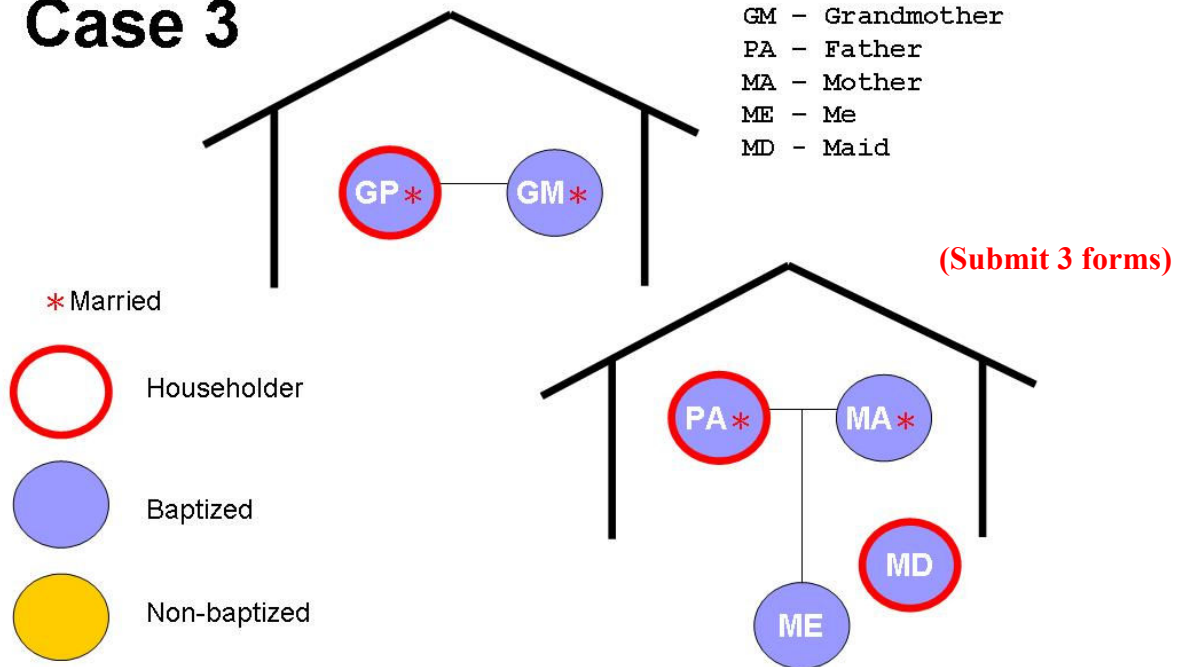 Case 3
GM – Grandmother
PA – Father
MA – Mother
ME – Me
MD - Maid
GP* GM*
(Submit 3 forms)
* Married
Householder
PA* MA*
Baptized
MD
Non-baptized
ME